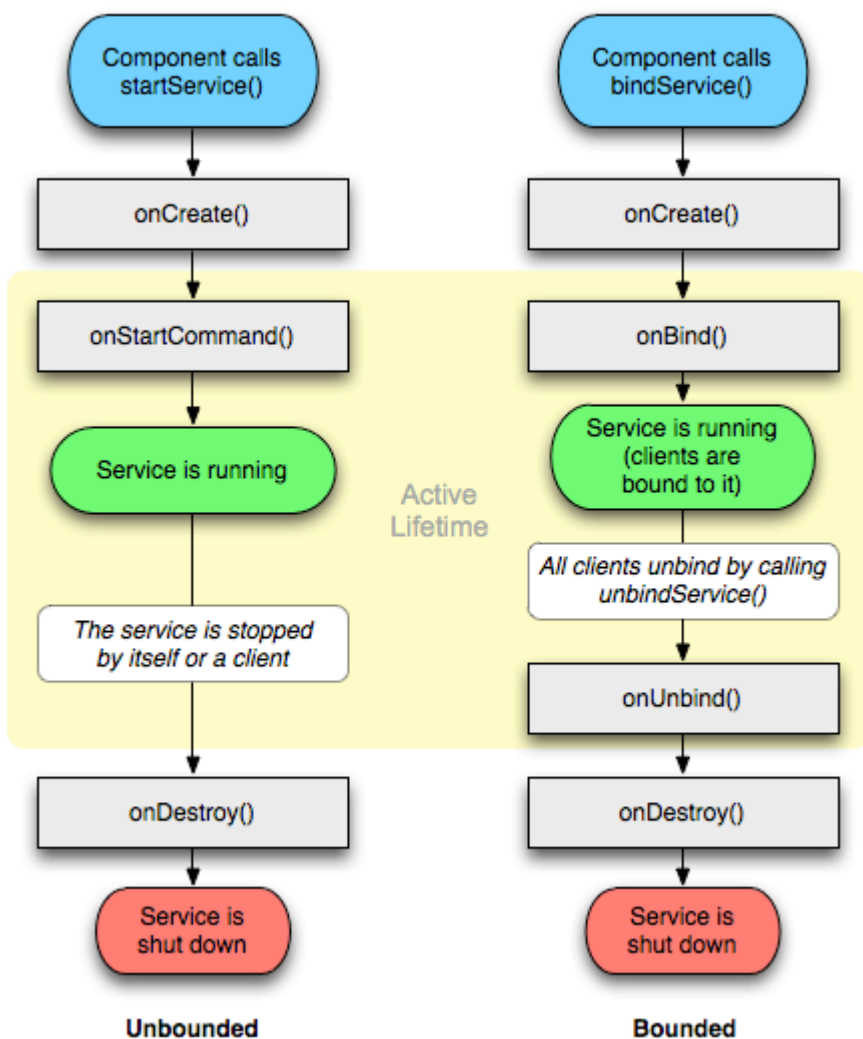 Component calls
startService()
onCreate()
onStartCommand()
Service is running
The service is stopped
by itself or a client
onDestroy()
Service is
shut down
Unbounded
Active
Lifetime
Component calls
bindService()
onCreate()
onBind()
Service is running
(clients are
bound to it)
All clients unbind by calling
unbindService()
onUnbind()
onDestroy()
Service is
shut down
Bounded